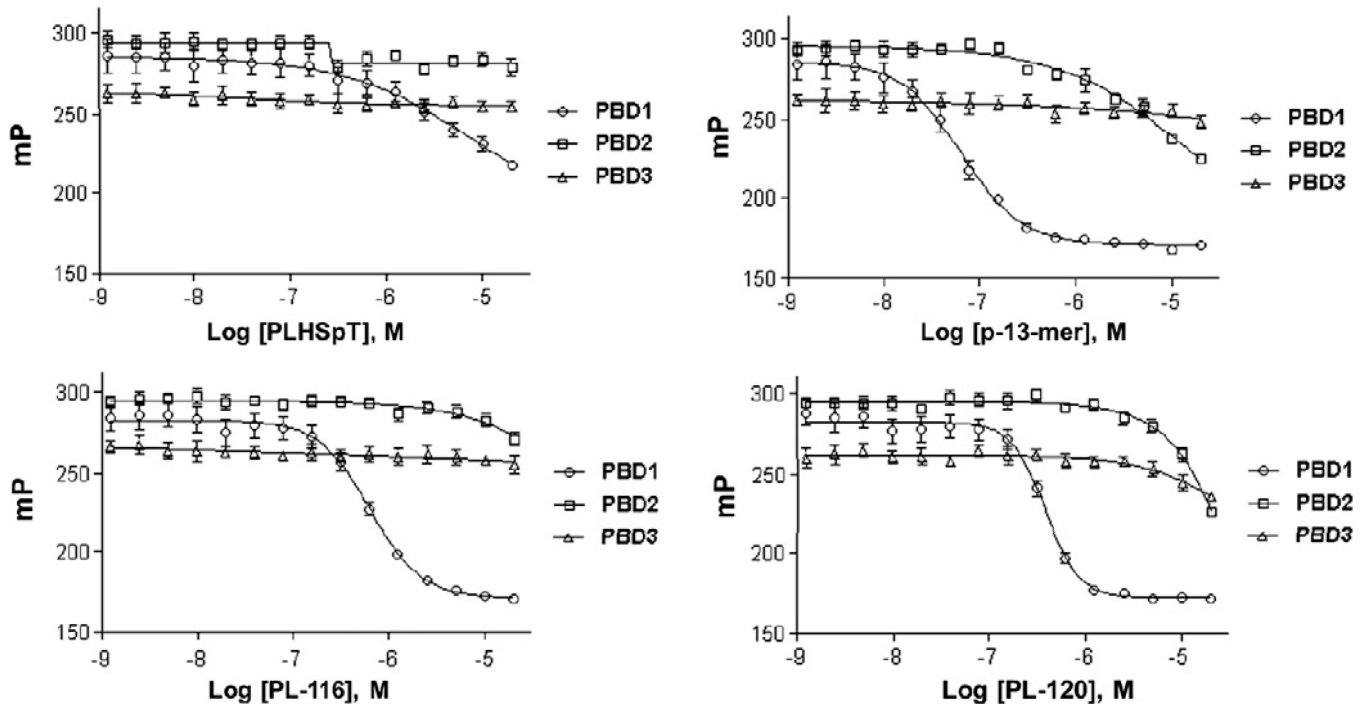 300
250
200
150
mP
-9 -8 -7 -6 -5
Log [PLHSpT], M
PBD1
PBD2
PBD3
300
250
200
150
mP
-9 -8 -7 -6 -5
Log [p-13-mer], M
PBD1
PBD2
PBD3
300
250
200
150
mP
-9 -8 -7 -6 -5
Log [PL-116], M
PBD1
PBD2
PBD3
300
250
200
150
mP
-9 -8 -7 -6 -5
Log [PL-120], M
PBD1
PBD2
PBD3